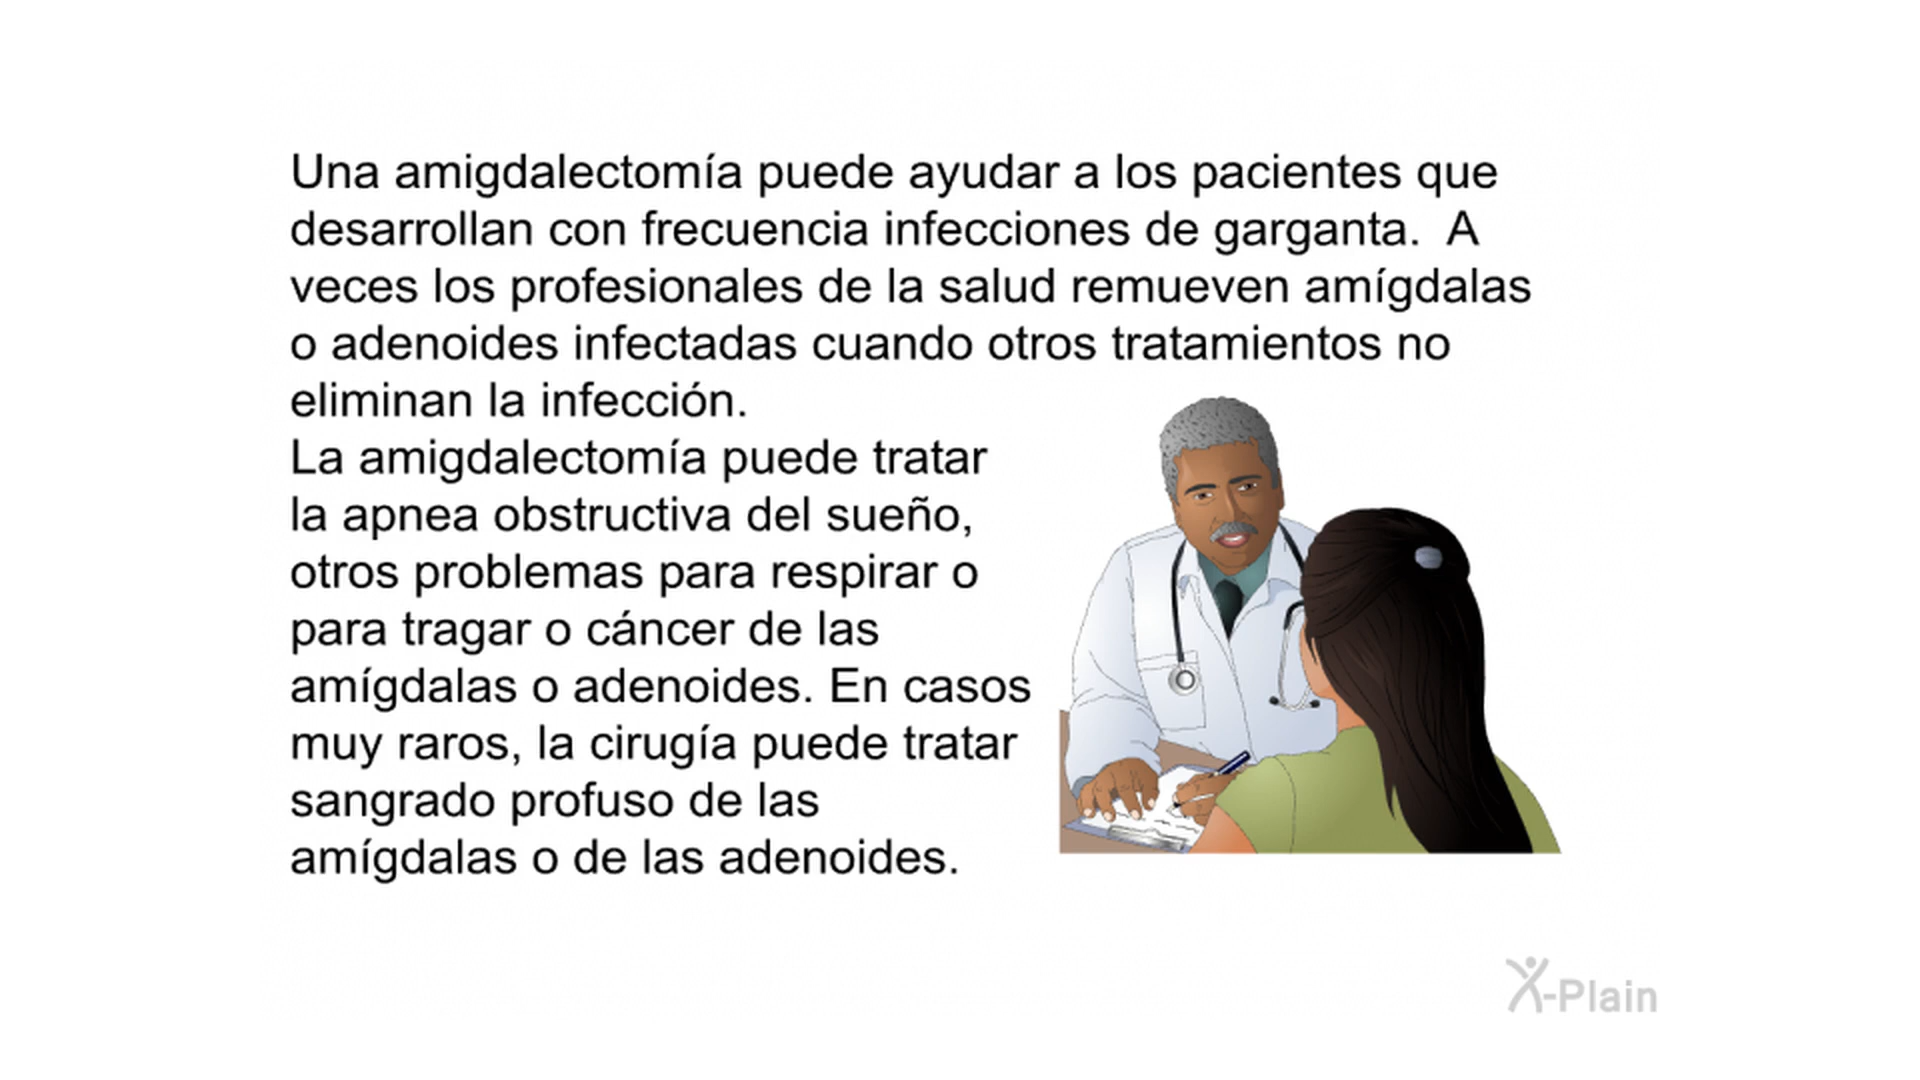 Una amigdalectomía puede ayudar a los pacientes que
desarrollan con frecuencia infecciones de garganta.  A
veces los profesionales de la salud remueven amígdalas
o adenoides infectadas cuando otros tratamientos no
eliminan la infección.
La amigdalectomía puede tratar
la apnea obstructiva del sueño,
otros problemas para respirar o
para tragar o cáncer de las
amígdalas o adenoides. En casos
muy raros, la cirugía puede tratar
sangrado profuso de las
amígdalas o de las adenoides.
X-Plain